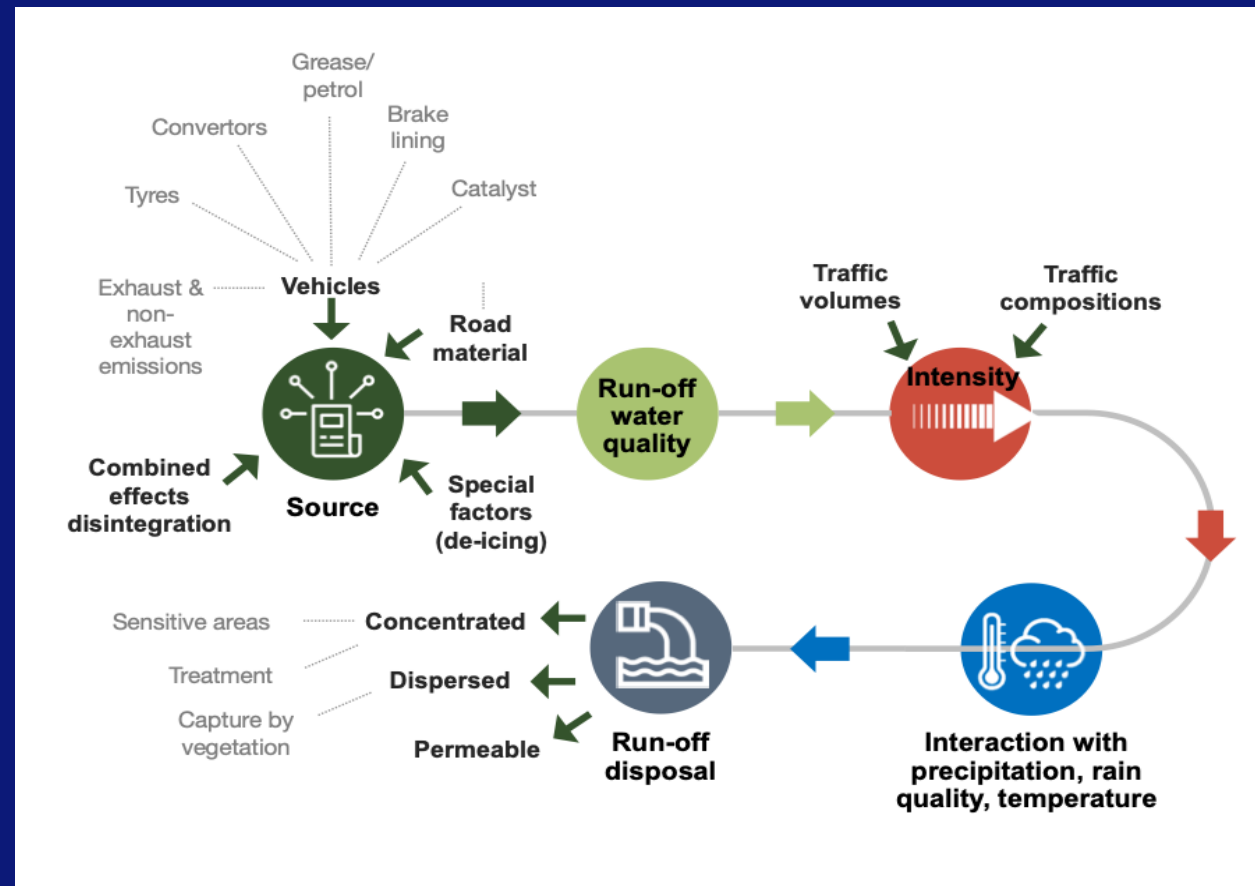 Grease/
petrol
Brake
lining
Convertors
Tyres
Catalyst
Exhaust &
non-
exhaust
emissions
Vehicles
Road
material
Combined
effects
disintegration
Source
Special
factors
(de-icing)
Run-off
water
quality
Traffic
volumes
Traffic
compositions
Intensity
Interaction with
precipitation, rain
quality, temperature
Run-off
disposal
Concentrated
Dispersed
Permeable
Sensitive areas
Treatment
Capture by
vegetation